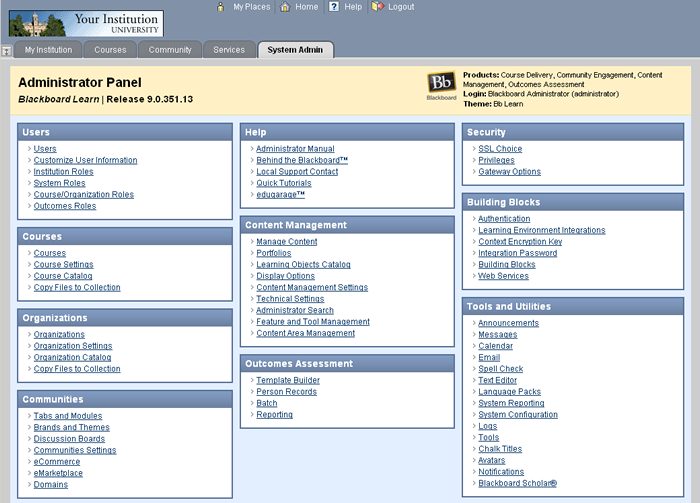 My Places Home Help Logout
Your Institution
UNIVERSITY
My Institution Courses Community Services System Admin
Administrator Panel
Blackboard Learn | Release 9.0.351.13
Bb
Blackboard
Products: Course Delivery, Community Engagement, Content
Management, Outcomes Assessment
Login: Blackboard Administrator (administrator)
Theme: Bb Learn
Users
Users
Customize User Information
Institution Roles
System Roles
Course/Organization Roles
Outcomes Roles
Courses
Courses
Course Settings
Course Catalog
Copy Files to Collection
Organizations
Organizations
Organization Settings
Organization Catalog
Copy Files to Collection
Communities
Tabs and Modules
Brands and Themes
Discussion Boards
Communities Settings
eCommerce
eMarketplace
Domains
Help
Administrator Manual
Behind the Blackboard™
Local Support Contact
Quick Tutorials
edugarage™
Content Management
Manage Content
Portfolios
Learning Objects Catalog
Display Options
Content Management Settings
Technical Settings
Administrator Search
Feature and Tool Management
Content Area Management
Outcomes Assessment
Template Builder
Person Records
Batch
Reporting
Security
SSL Choice
Privileges
Gateway Options
Building Blocks
Authentication
Learning Environment Integrations
Context Encryption Key
Integration Password
Building Blocks
Web Services
Tools and Utilities
Announcements
Messages
Calendar
Email
Spell Check
Text Editor
Language Packs
System Reporting
System Configuration
Logs
Tools
Chalk Titles
Avatars
Notifications
Blackboard Scholar®